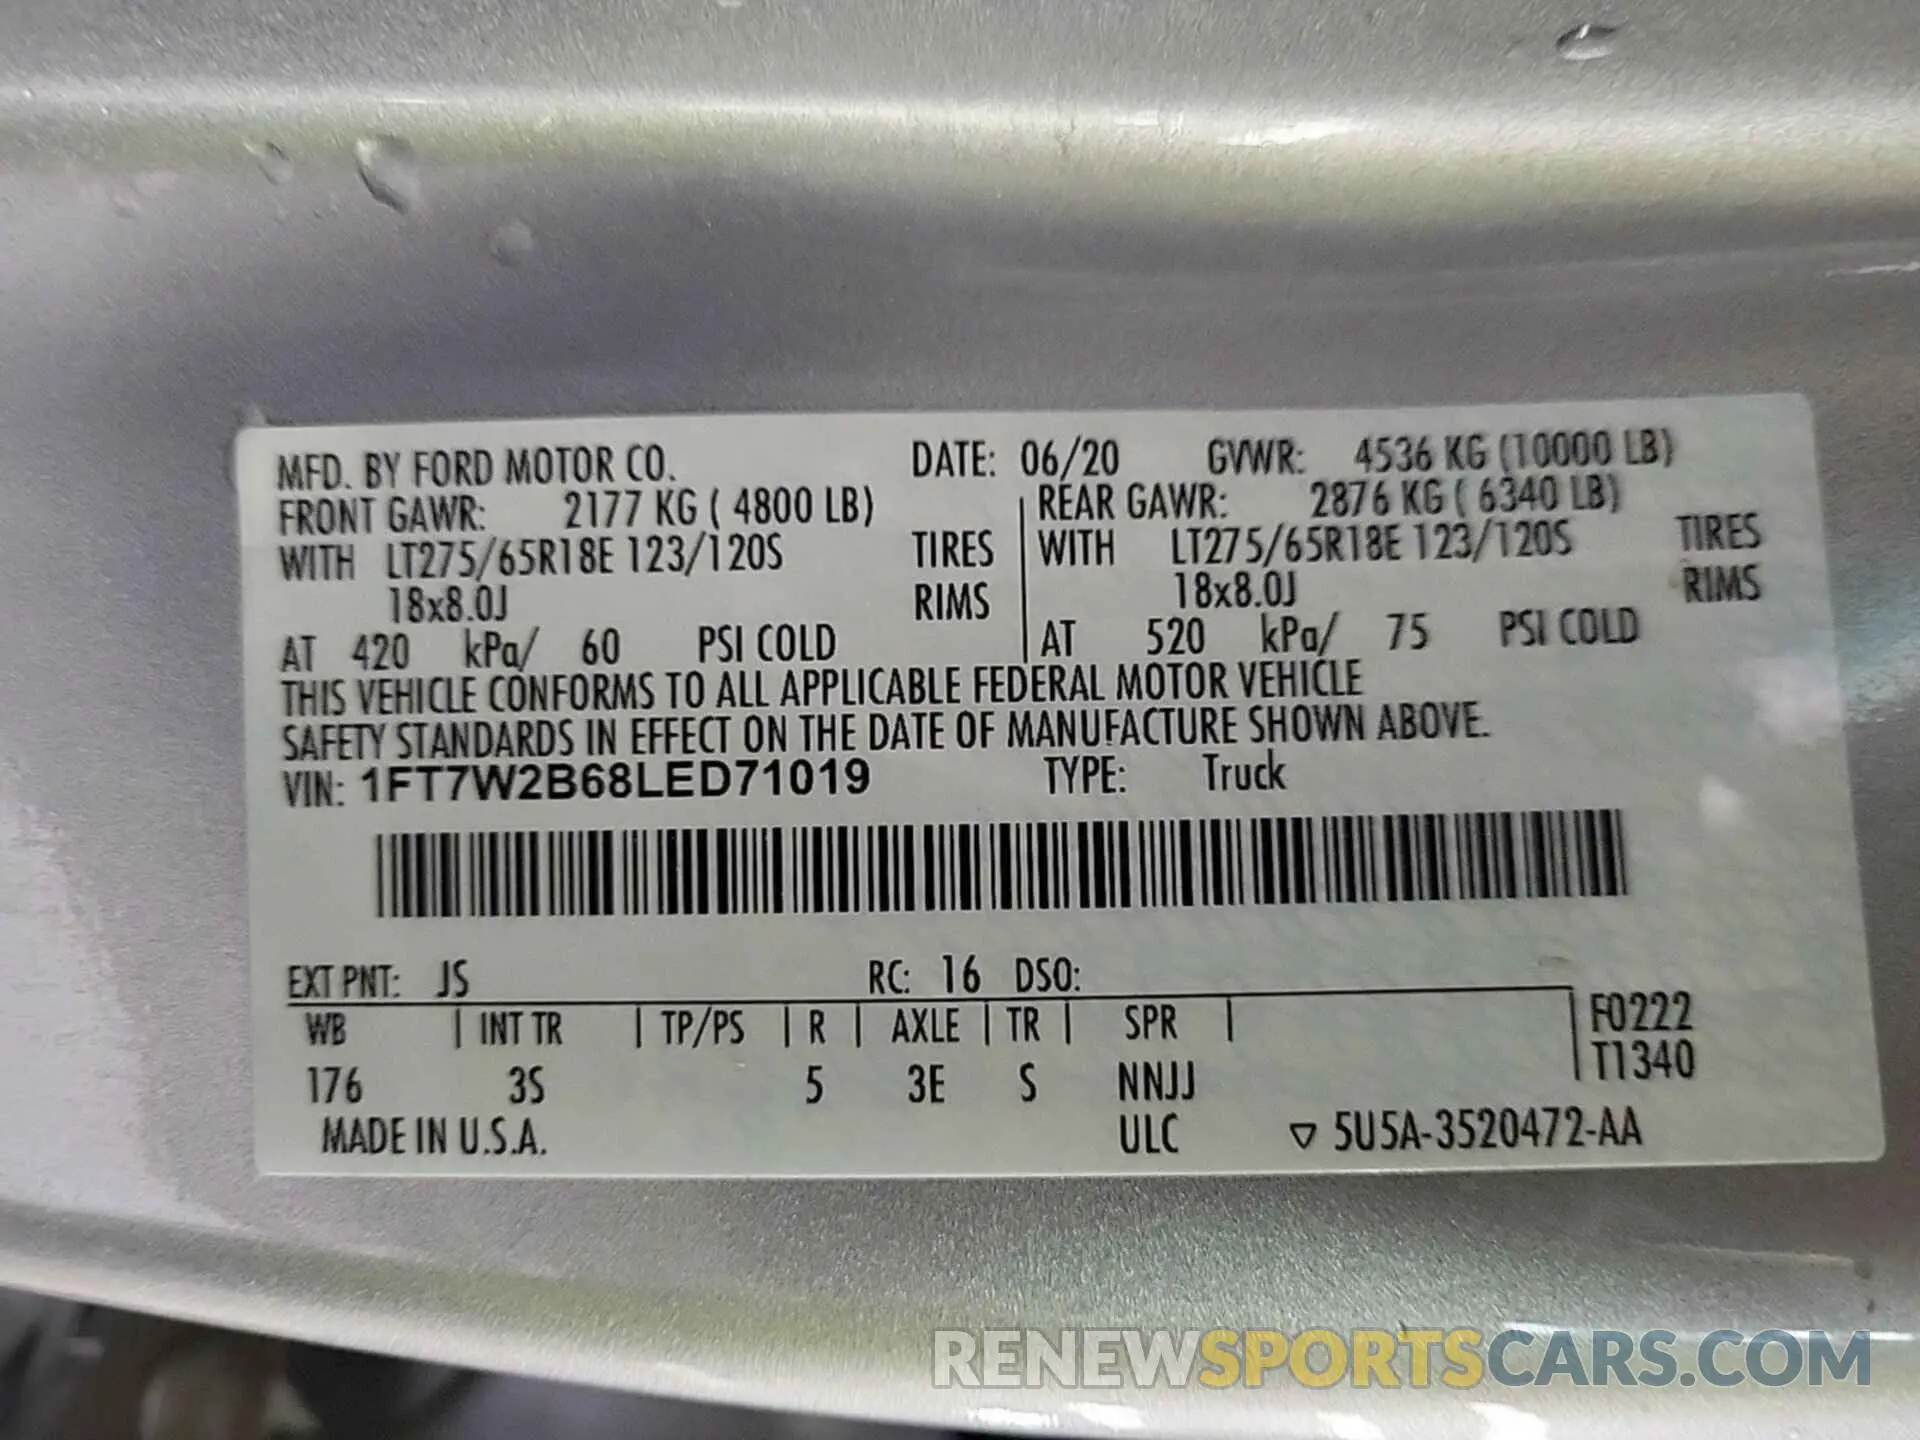 MFD. BY FORD MOTOR CO. DATE: 06/20 GVWR: 4536 KG (10000 LB)
FRONT GAWR: 2177 KG ( 4800 LB) REAR GAWR: 2876 KG ( 6340 LB)
WITH LT275/65R18E 123/120S TIRES WITH LT275/65R18E 123/120S TIRES
18x8.0J RIMS 18x8.0J RIMS
AT 420 kPa/ 60 PSI COLD AT 520 kPa/ 75 PSI COLD
THIS VEHICLE CONFORMS TO ALL APPLICABLE FEDERAL MOTOR VEHICLE
SAFETY STANDARDS IN EFFECT ON THE DATE OF MANUFACTURE SHOWN ABOVE.
VIN: 1FT7W2B68LED71019 TYPE: Truck
EXT PNT: JS RC: 16 DSO:
WB | INT TR | TP/PS | R | AXLE | TR | SPR | F0222
T1340
176 3S 5 3E S NNJJ
MADE IN U.S.A. ULC ▽ 5U5A-3520472-AA
RENEWSPORTSCARS.COM